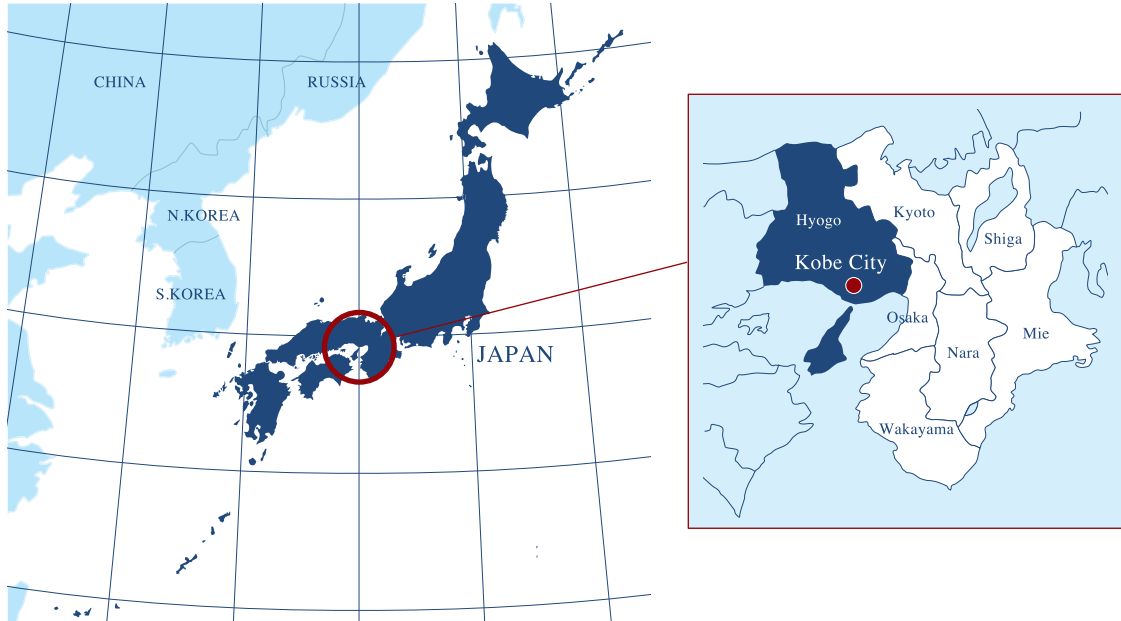 CHINA
RUSSIA
N.KOREA
S.KOREA
JAPAN
Hyogo
Kyoto
Shiga
Kobe City
Osaka
Mie
Nara
Wakayama